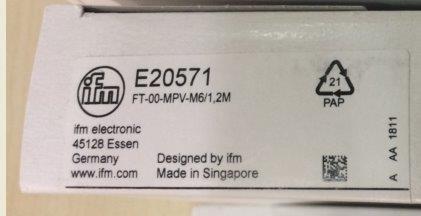 ifm
E20571
FT-00-MPV-M6/1,2M
21
PAP
ifm electronic
45128 Essen
Germany
www.ifm.com
Designed by ifm
Made in Singapore
A AA 1811